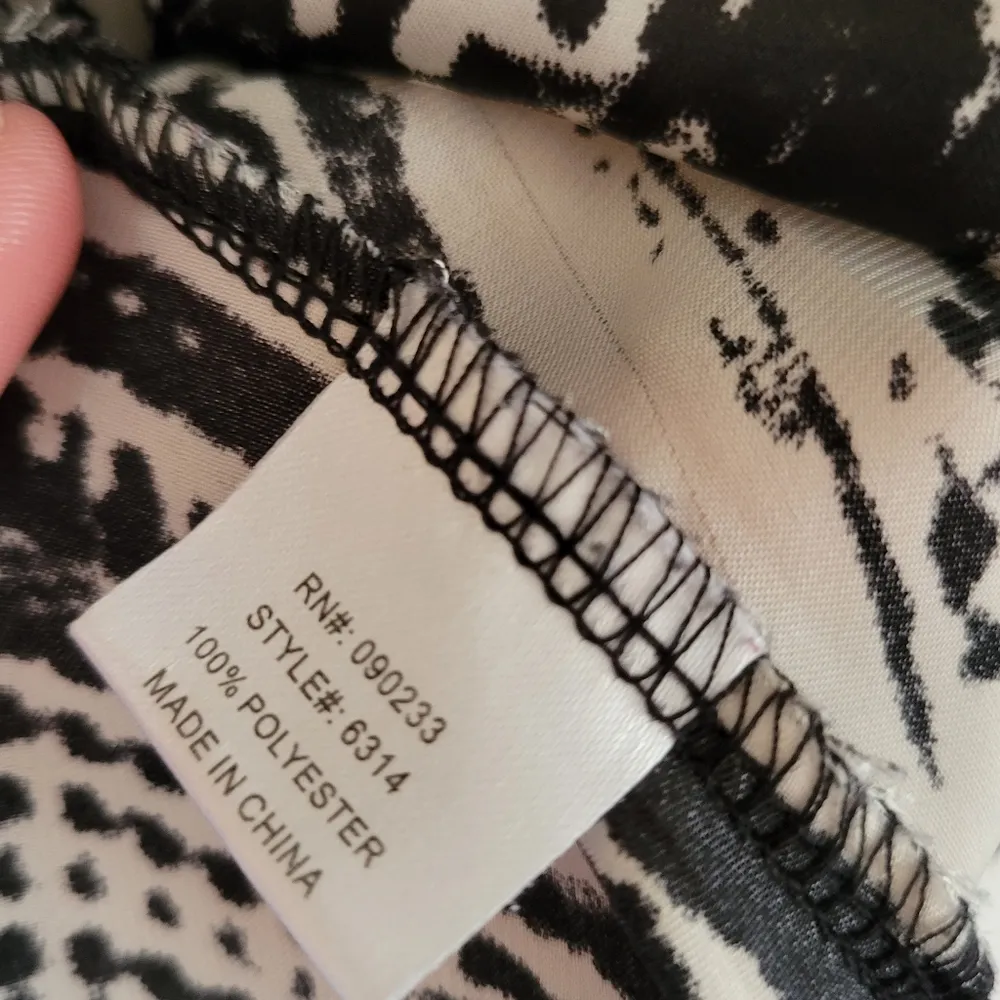 RN#: 090233
STYLE#: 6314
100% POLYESTER
MADE IN CHINA